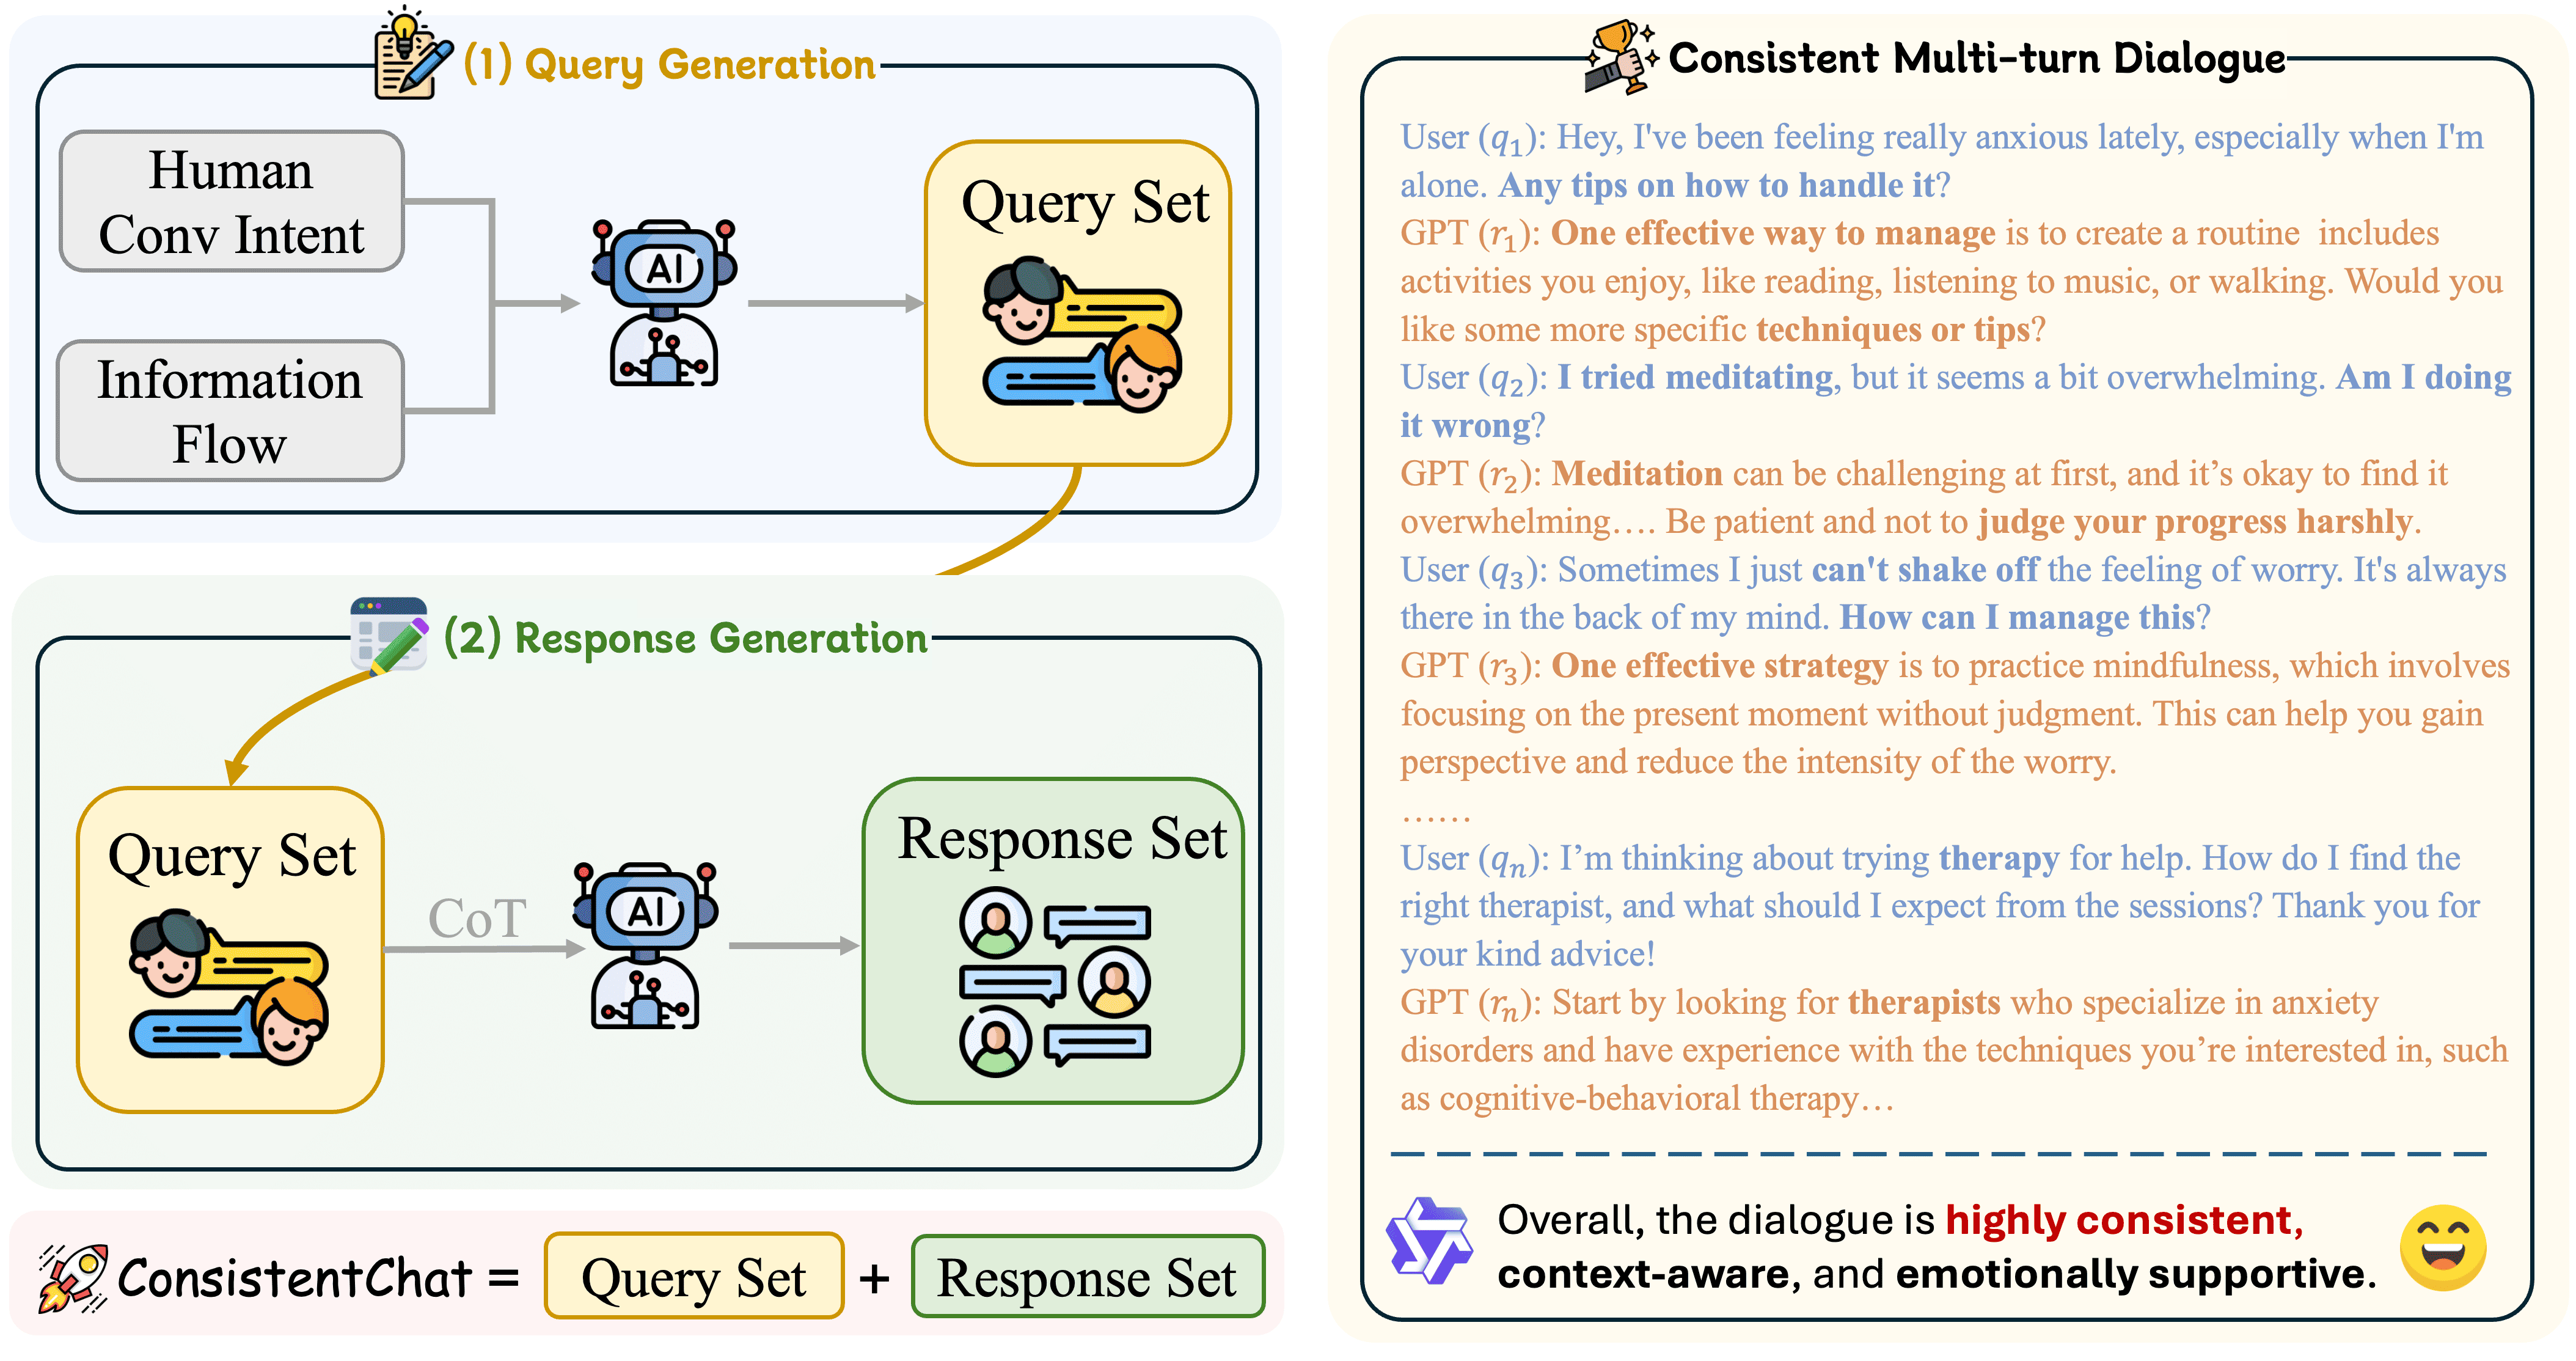 (1) Query Generation
Human
Conv Intent
Information
Flow
AI
Query Set
(2) Response Generation
Query Set
CoT
AI
Response Set
ConsistentChat = Query Set + Response Set
Consistent Multi-turn Dialogue
User (q₁): Hey, I've been feeling really anxious lately, especially when I'm
alone. Any tips on how to handle it?
GPT (r₁): One effective way to manage is to create a routine  includes
activities you enjoy, like reading, listening to music, or walking. Would you
like some more specific techniques or tips?
User (q₂): I tried meditating, but it seems a bit overwhelming. Am I doing
it wrong?
GPT (r₂): Meditation can be challenging at first, and it’s okay to find it
overwhelming…. Be patient and not to judge your progress harshly.
User (q₃): Sometimes I just can't shake off the feeling of worry. It's always
there in the back of my mind. How can I manage this?
GPT (r₃): One effective strategy is to practice mindfulness, which involves
focusing on the present moment without judgment. This can help you gain
perspective and reduce the intensity of the worry.
……
User (qₙ): I’m thinking about trying therapy for help. How do I find the
right therapist, and what should I expect from the sessions? Thank you for
your kind advice!
GPT (rₙ): Start by looking for therapists who specialize in anxiety
disorders and have experience with the techniques you’re interested in, such
as cognitive-behavioral therapy…
Overall, the dialogue is highly consistent,
context-aware, and emotionally supportive.